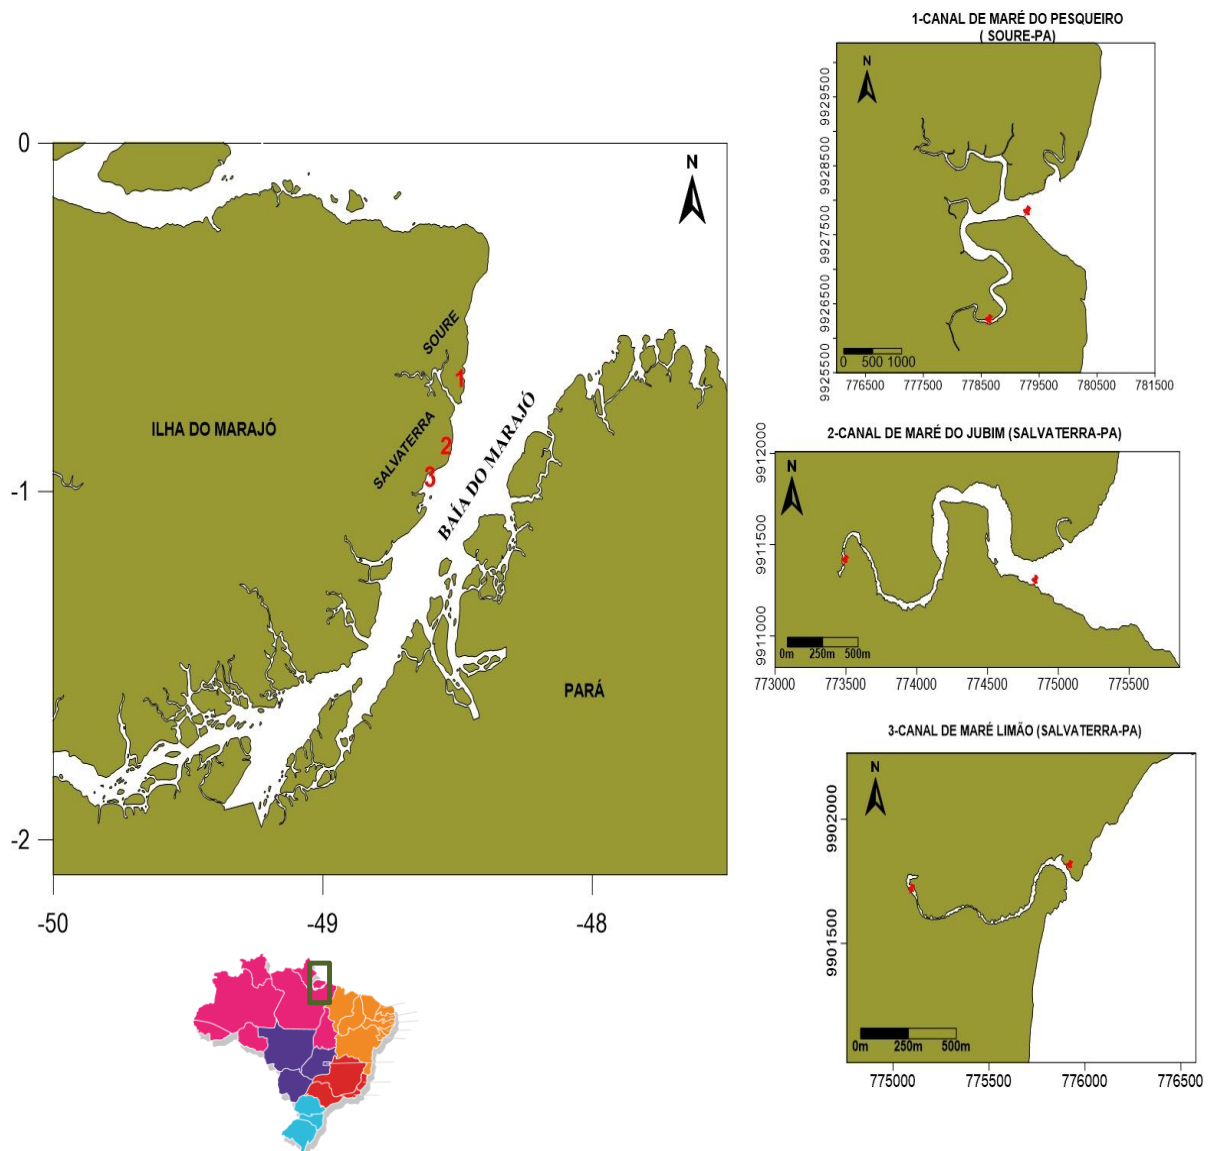 1-CANAL DE MARÉ DO PESQUEIRO
( SOURE-PA)
N
9929500
9928500
9927500
9926500
9925500
0 500 1000
776500 777500 778500 779500 780500 781500
0
-1
-2
N
SOURE
1
ILHA DO MARAJÓ
SALVATERRA
2
3
BAÍA DO MARAJÓ
PARÁ
-50 -49 -48
2-CANAL DE MARÉ DO JUBIM (SALVATERRA-PA)
N
9912000
9911500
9911000
0m 250m 500m
773000 773500 774000 774500 775000 775500
3-CANAL DE MARÉ LIMÃO (SALVATERRA-PA)
N
9902000
9901500
0m 250m 500m
775000 775500 776000 776500